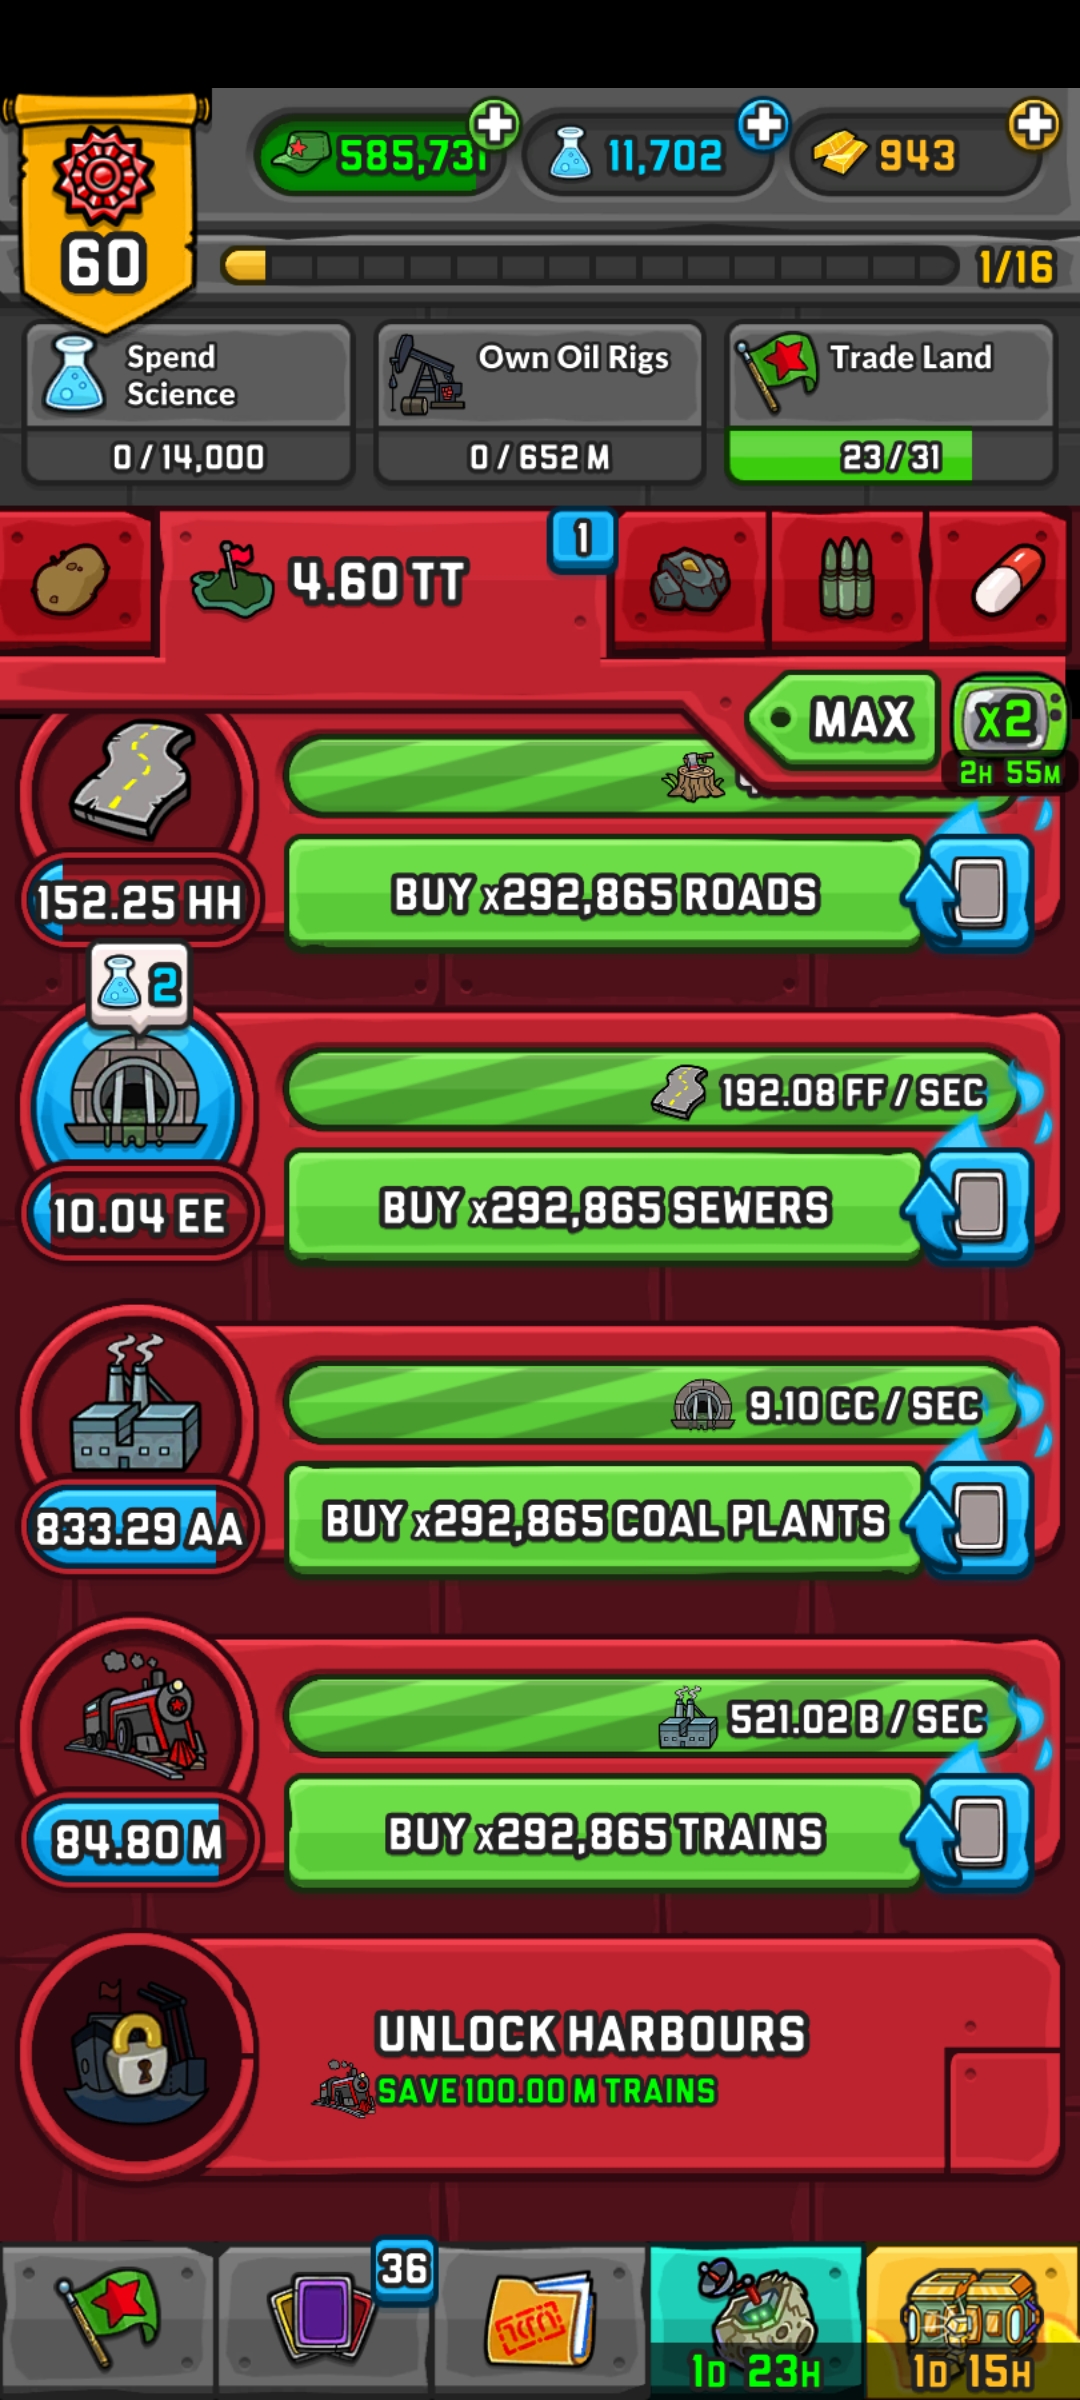 585,731
11,702
943
60
1/16
Spend
Science
0/14,000
Own Oil Rigs
0/652 M
Trade Land
23/31
4.60 TT
1
MAX
x2
2H 55M
152.25 HH
BUY x292,865 ROADS
2
192.08 FF / SEC
10.04 EE
BUY x292,865 SEWERS
9.10 CC / SEC
833.29 AA
BUY x292,865 COAL PLANTS
521.02 B / SEC
84.80 M
BUY x292,865 TRAINS
UNLOCK HARBOURS
SAVE 100.00 M TRAINS
36
1D 23H
1D 15H